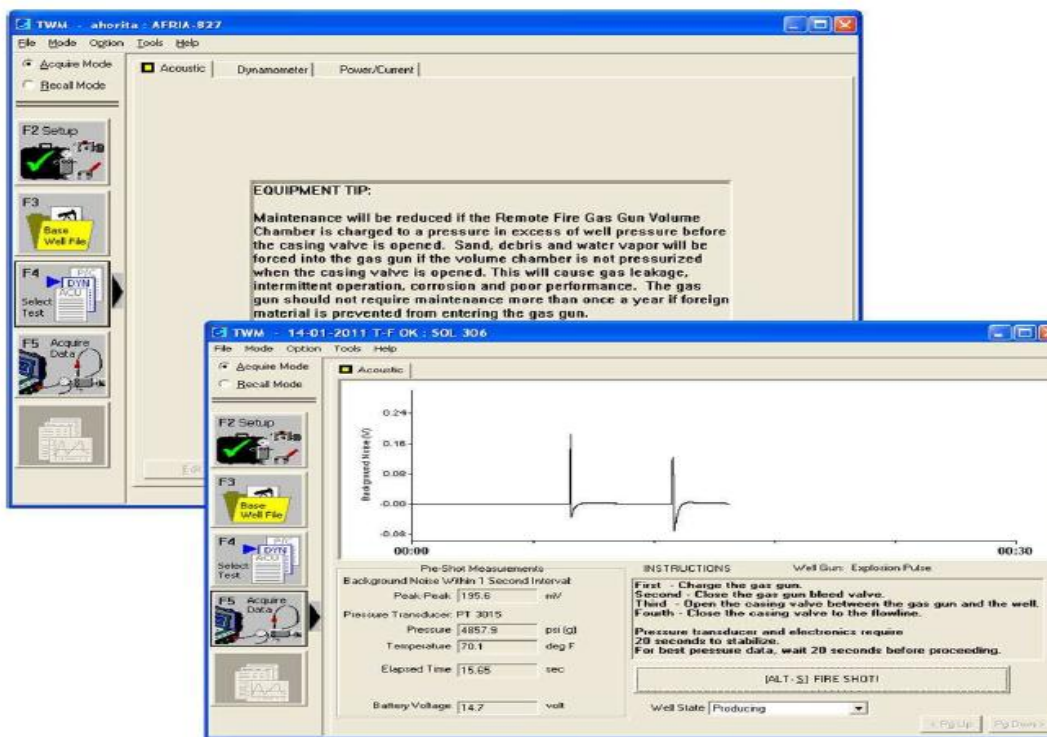 TWM - ahorita : AFRIA-827
File Mode Option Tools Help
Acquire Mode
Recall Mode
Acoustic
Dynamometer
Power/Current
F2 Setup
F3
Base
Well File
F4
DYN
ACU
Select
Test
F5 Acquire
Data
EQUIPMENT TIP:
Maintenance will be reduced if the Remote Fire Gas Gun Volume
Chamber is charged to a pressure in excess of well pressure before
the casing valve is opened. Sand, debris and water vapor will be
forced into the gas gun if the volume chamber is not pressurized
when the casing valve is opened. This will cause gas leakage,
intermittent operation, corrosion and poor performance. The gas
gun should not require maintenance more than once a year if foreign
material is prevented from entering the gas gun.
TWM - 14-01-2011 T-F OK : SOL 306
File Mode Option Tools Help
Acquire Mode
Recall Mode
Acoustic
F2 Setup
F3
Base
Well File
F4
DYN
ACU
Select
Test
F5 Acquire
Data
Background Noise (V)
0.24
0.16
0.08
-0.00
-0.08
00:00
00:30
Pre-Shot Measurements
Background Noise Within 1 Second Interval:
Peak-Peak 195.6 mV
Pressure Transducer: PT 3015
Pressure 4857.9 psi (g)
Temperature 70.1 deg F
Elapsed Time 15.65 sec
Battery Voltage 14.7 volt
INSTRUCTIONS Well Gun: Explosion Pulse
First - Charge the gas gun.
Second - Close the gas gun bleed valve.
Third - Open the casing valve between the gas gun and the well.
Fourth - Close the casing valve to the flowline.
Pressure transducer and electronics require
20 seconds to stabilize.
For best pressure data, wait 20 seconds before proceeding.
[ALT-S] FIRE SHOT!
Well State Producing
< Pg Up
Pg Down >